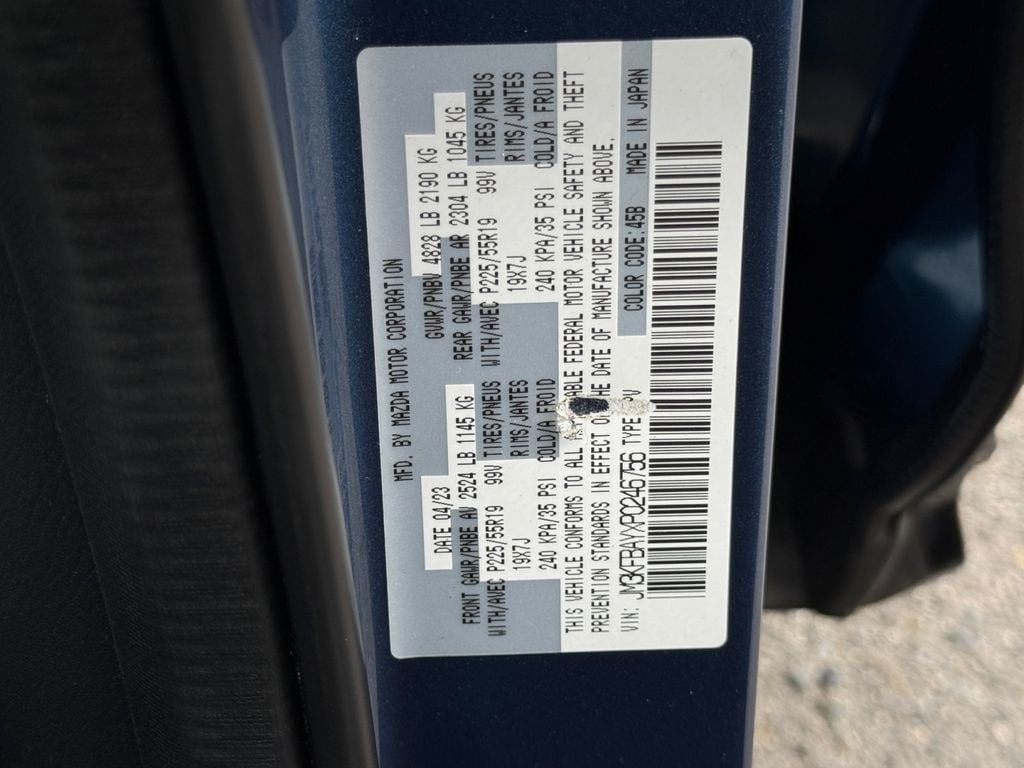 MFD. BY MAZDA MOTOR CORPORATION
DATE 04/23 GVWR/PNBV 4828 LB 2190 KG
FRONT GAWR/PNBE AV 2524 LB 1145 KG REAR GAWR/PNBE AR 2304 LB 1045 KG
WITH/AVEC P225/55R19 99V TIRES/PNEUS WITH/AVEC P225/55R19 99V TIRES/PNEUS
19X7J RIMS/JANTES 19X7J RIMS/JANTES
240 KPA/35 PSI COLD/A FROID 240 KPA/35 PSI COLD/A FROID
THIS VEHICLE CONFORMS TO ALL FEDERAL MOTOR VEHICLE SAFETY AND THEFT
PREVENTION STANDARDS IN EFFECT ON THE DATE OF MANUFACTURE SHOWN ABOVE.
VIN: JM3KFBAYXP0246756 TYPE COLOR CODE:45B MADE IN JAPAN